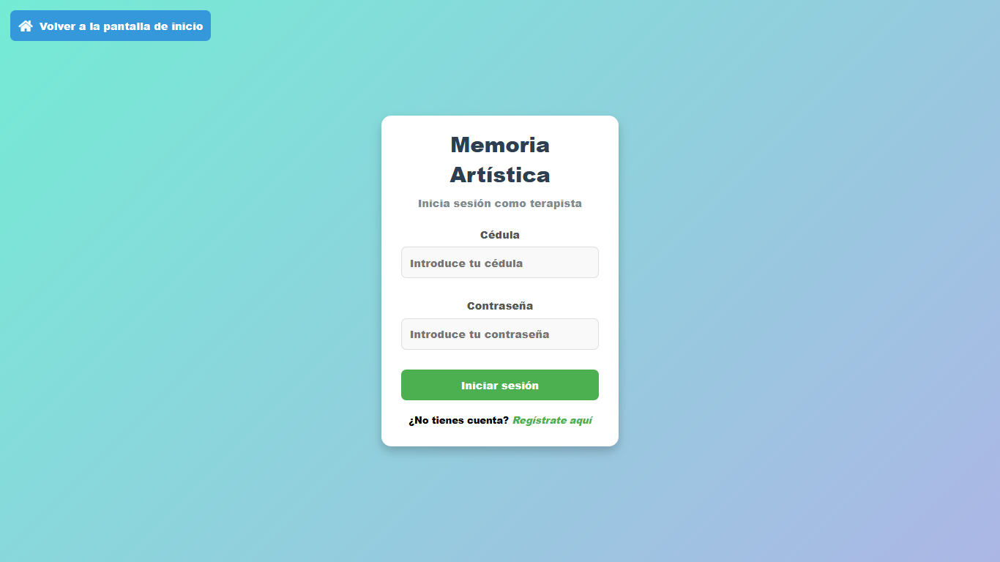 Volver a la pantalla de inicio
Memoria
Artística
Inicia sesión como terapista
Cédula
Introduce tu cédula
Contraseña
Introduce tu contraseña
Iniciar sesión
¿No tienes cuenta? Regístrate aquí